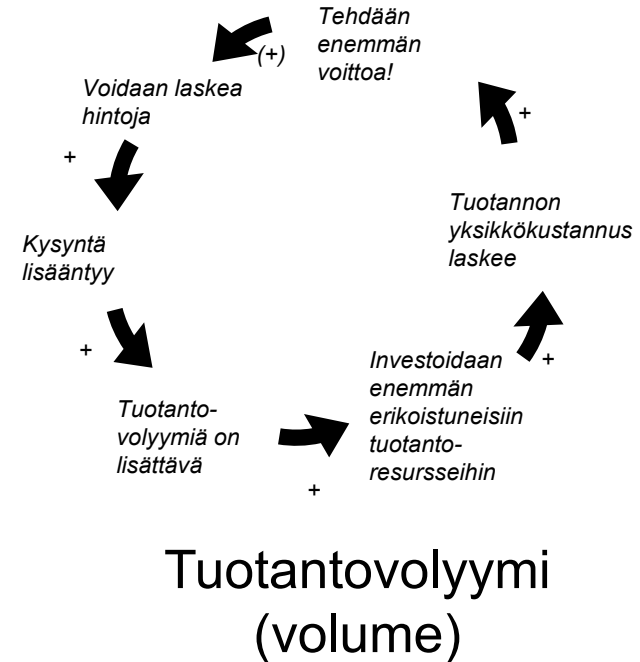 Tehdään
enemmän
voittoa!
(+)
Voidaan laskea
hintoja
+
Kysyntä
lisääntyy
+
Tuotanto-
volyymiä on
lisättävä
+
Investoidaan
enemmän
erikoistuneisiin
tuotanto-
resursseihin
+
Tuotannon
yksikkökustannus
laskee
+
Tuotantovolyymi
(volume)